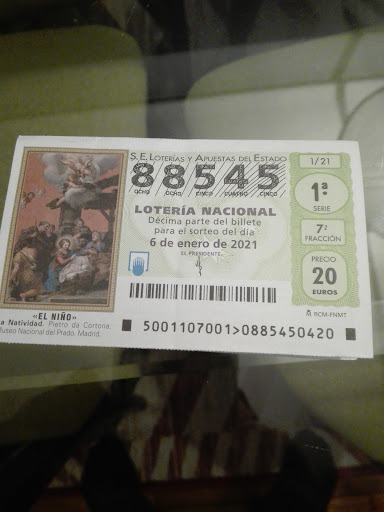 S.E. LOTERÍAS Y APUESTAS DEL ESTADO
88545
OCHO OCHO CINCO CUATRO CINCO
LOTERÍA NACIONAL
Décima parte del billete
para el sorteo del día
6 de enero de 2021
EL PRESIDENTE,
1/21
1ª
SERIE
7ª
FRACCIÓN
PRECIO
20
EUROS
RCM-FNMT
«EL NIÑO»
a Natividad. Pietro da Cortona.
Museo Nacional del Prado. Madrid.
5001107001>0885450420